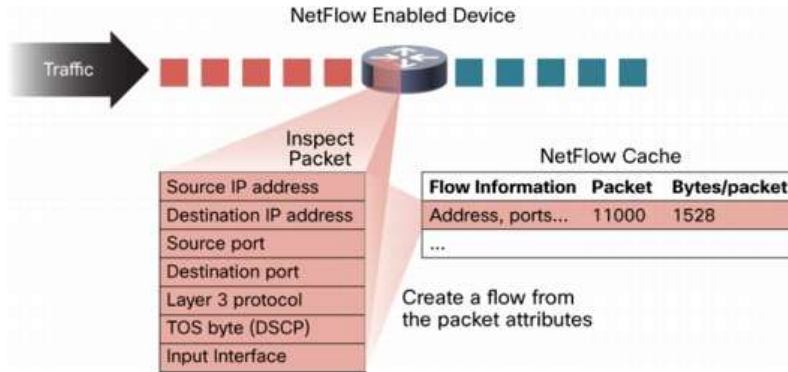 NetFlow Enabled Device
Traffic
Inspect
Packet
Source IP address
Destination IP address
Source port
Destination port
Layer 3 protocol
TOS byte (DSCP)
Input Interface
NetFlow Cache
Flow Information Packet Bytes/packet
Address, ports... 11000 1528
...
Create a flow from
the packet attributes